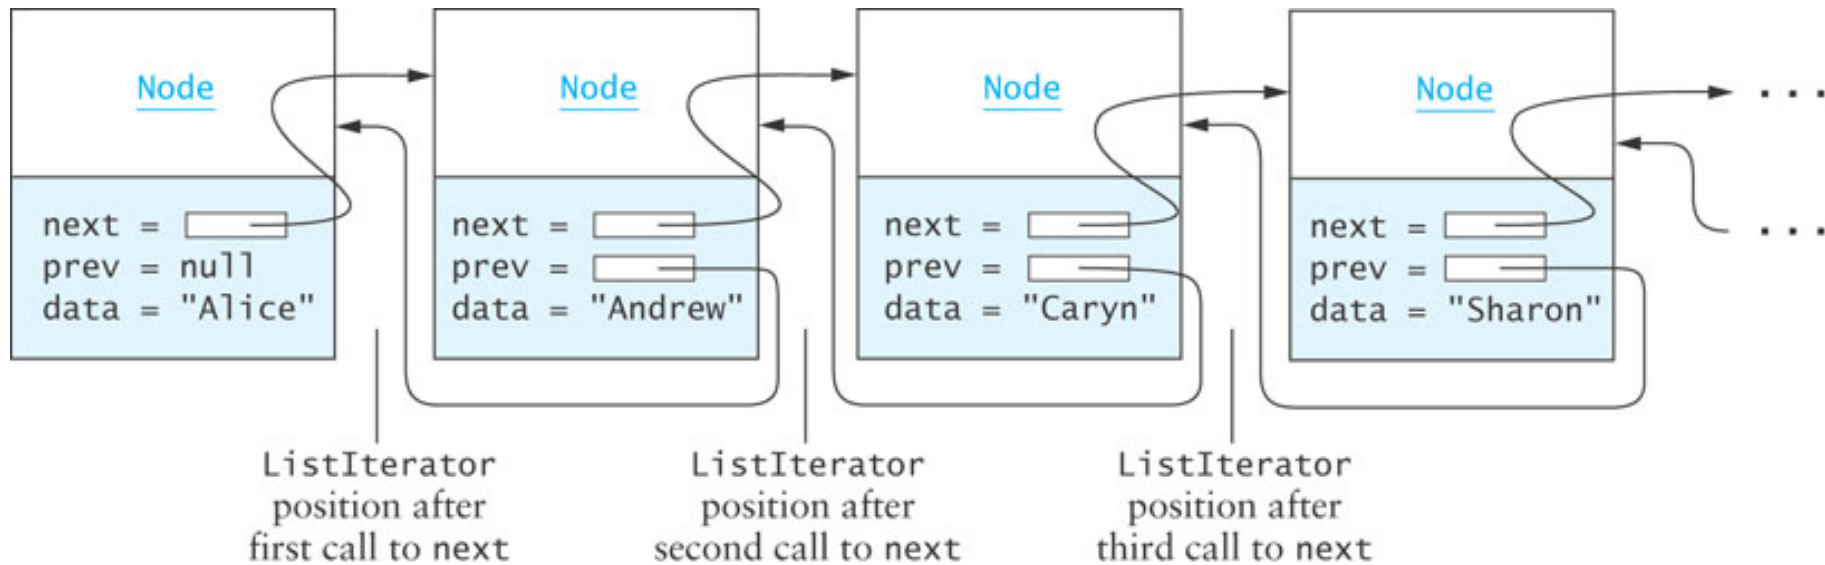 Node
next =
prev = null
data = "Alice"
Node
next =
prev =
data = "Andrew"
Node
next =
prev =
data = "Caryn"
Node
next =
prev =
data = "Sharon"
. . .
. . .
ListIterator
position after
first call to next
ListIterator
position after
second call to next
ListIterator
position after
third call to next